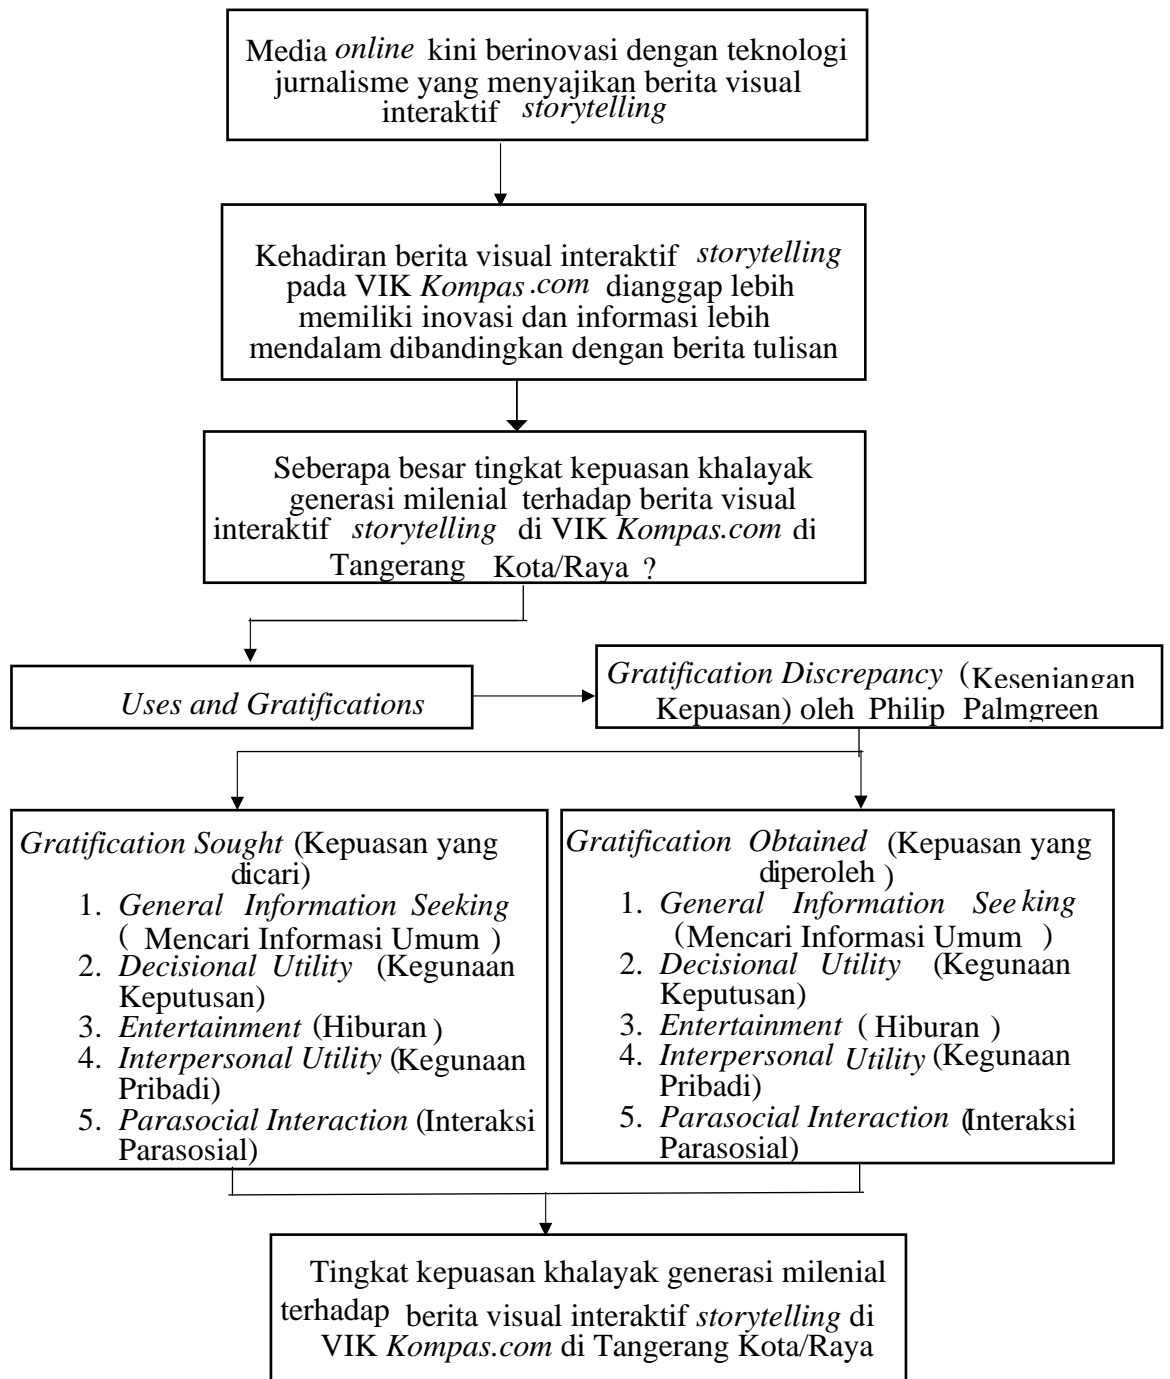 Media online kini berinovasi dengan teknologi
jurnalisme yang menyajikan berita visual
interaktif storytelling
Kehadiran berita visual interaktif storytelling
pada VIK Kompas.com dianggap lebih
memiliki inovasi dan informasi lebih
mendalam dibandingkan dengan berita tulisan
Seberapa besar tingkat kepuasan khalayak
generasi milenial terhadap berita visual
interaktif storytelling di VIK Kompas.com di
Tangerang Kota/Raya ?
Uses and Gratifications
Gratification Discrepancy (Kesenjangan
Kepuasan) oleh Philip Palmgreen
Gratification Sought (Kepuasan yang
dicari)
1. General Information Seeking
( Mencari Informasi Umum )
2. Decisional Utility (Kegunaan
Keputusan)
3. Entertainment (Hiburan )
4. Interpersonal Utility (Kegunaan
Pribadi)
5. Parasocial Interaction (Interaksi
Parasosial)
Gratification Obtained (Kepuasan yang
diperoleh )
1. General Information Seeking
(Mencari Informasi Umum )
2. Decisional Utility (Kegunaan
Keputusan)
3. Entertainment ( Hiburan )
4. Interpersonal Utility (Kegunaan
Pribadi)
5. Parasocial Interaction (Interaksi
Parasosial)
Tingkat kepuasan khalayak generasi milenial
terhadap berita visual interaktif storytelling di
VIK Kompas.com di Tangerang Kota/Raya